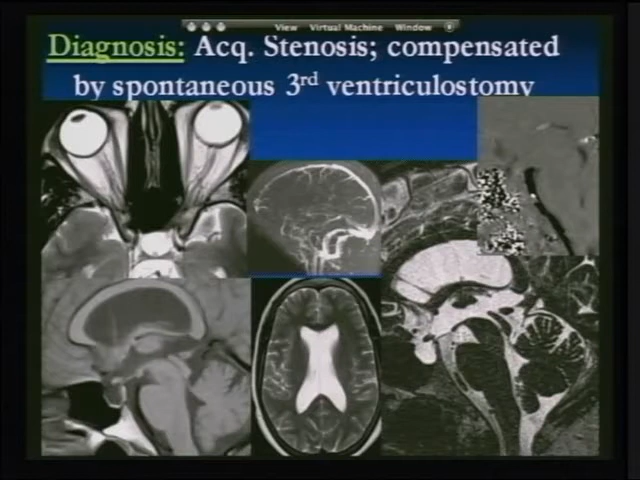 View Virtual Machine Window
Diagnosis: Acq. Stenosis; compensated
by spontaneous 3rd ventriculostomy